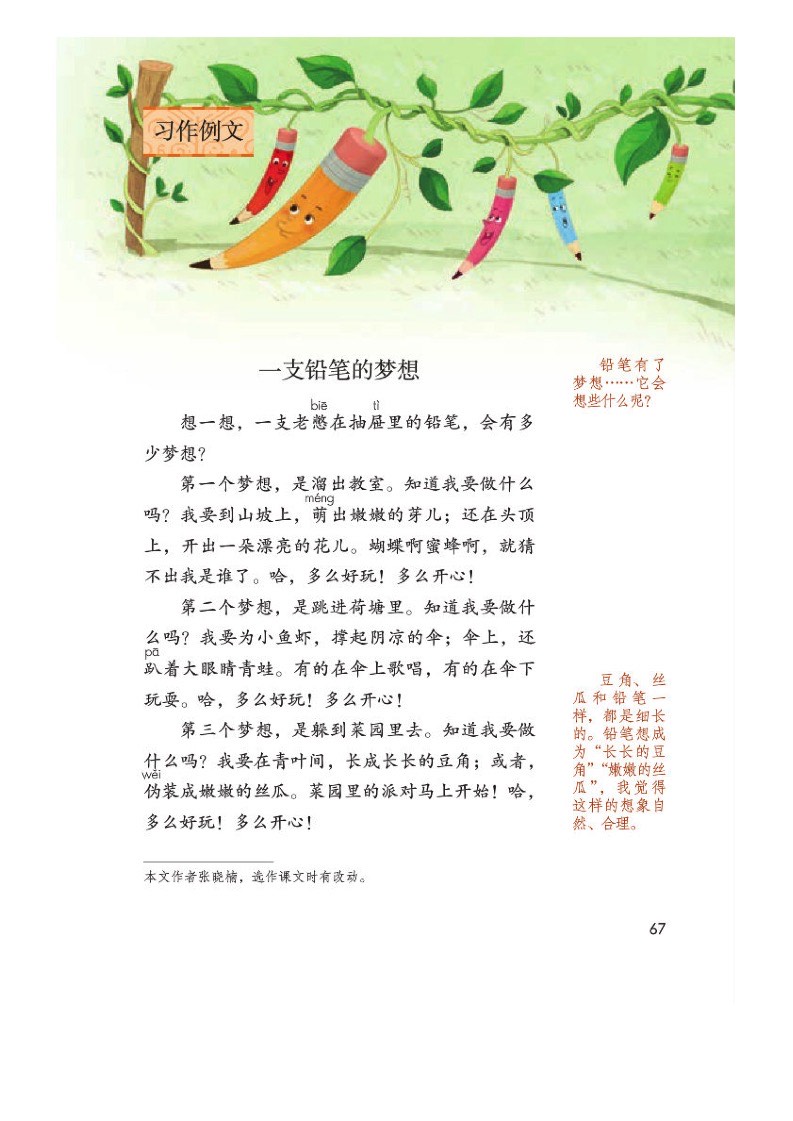 习作例文
一支铅笔的梦想
铅笔有了
梦想……它会
想些什么呢？
biē tì
想一想，一支老憋在抽屉里的铅笔，会有多
少梦想？
第一个梦想，是溜出教室。知道我要做什么
méng
吗？我要到山坡上，萌出嫩嫩的芽儿；还在头顶
上，开出一朵漂亮的花儿。蝴蝶啊蜜蜂啊，就猜
不出我是谁了。哈，多么好玩！多么开心！
第二个梦想，是跳进荷塘里。知道我要做什
么吗？我要为小鱼虾，撑起阴凉的伞；伞上，还
pā
趴着大眼睛青蛙。有的在伞上歌唱，有的在伞下
玩耍。哈，多么好玩！多么开心！
第三个梦想，是躲到菜园里去。知道我要做
什么吗？我要在青叶间，长成长长的豆角；或者，
wěi
伪装成嫩嫩的丝瓜。菜园里的派对马上开始！哈，
多么好玩！多么开心！
豆角、丝
瓜和铅笔一
样，都是细长
的。铅笔想成
为“长长的豆
角”“嫩嫩的丝
瓜”，我觉得
这样的想象自
然、合理。
本文作者张晓楠，选作课文时有改动。
67